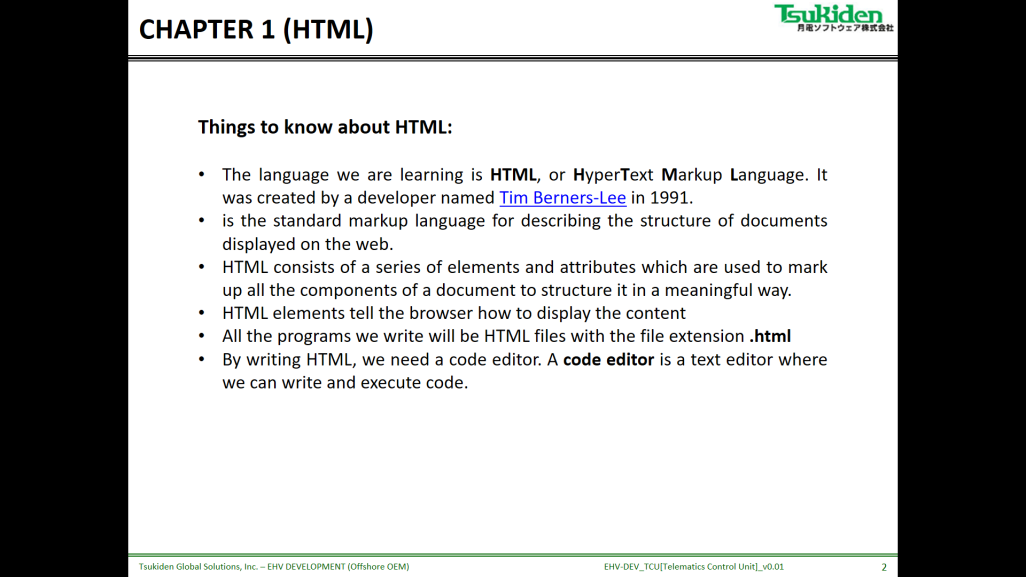 CHAPTER 1 (HTML)
Tsukiden
月電ソフトウェア株式会社
Things to know about HTML:
• The language we are learning is HTML, or HyperText Markup Language. It
was created by a developer named Tim Berners-Lee in 1991.
• is the standard markup language for describing the structure of documents
displayed on the web.
• HTML consists of a series of elements and attributes which are used to mark
up all the components of a document to structure it in a meaningful way.
• HTML elements tell the browser how to display the content
• All the programs we write will be HTML files with the file extension .html
• By writing HTML, we need a code editor. A code editor is a text editor where
we can write and execute code.
Tsukiden Global Solutions, Inc. – EHV DEVELOPMENT (Offshore OEM)
EHV-DEV_TCU[Telematics Control Unit]_v0.01
2